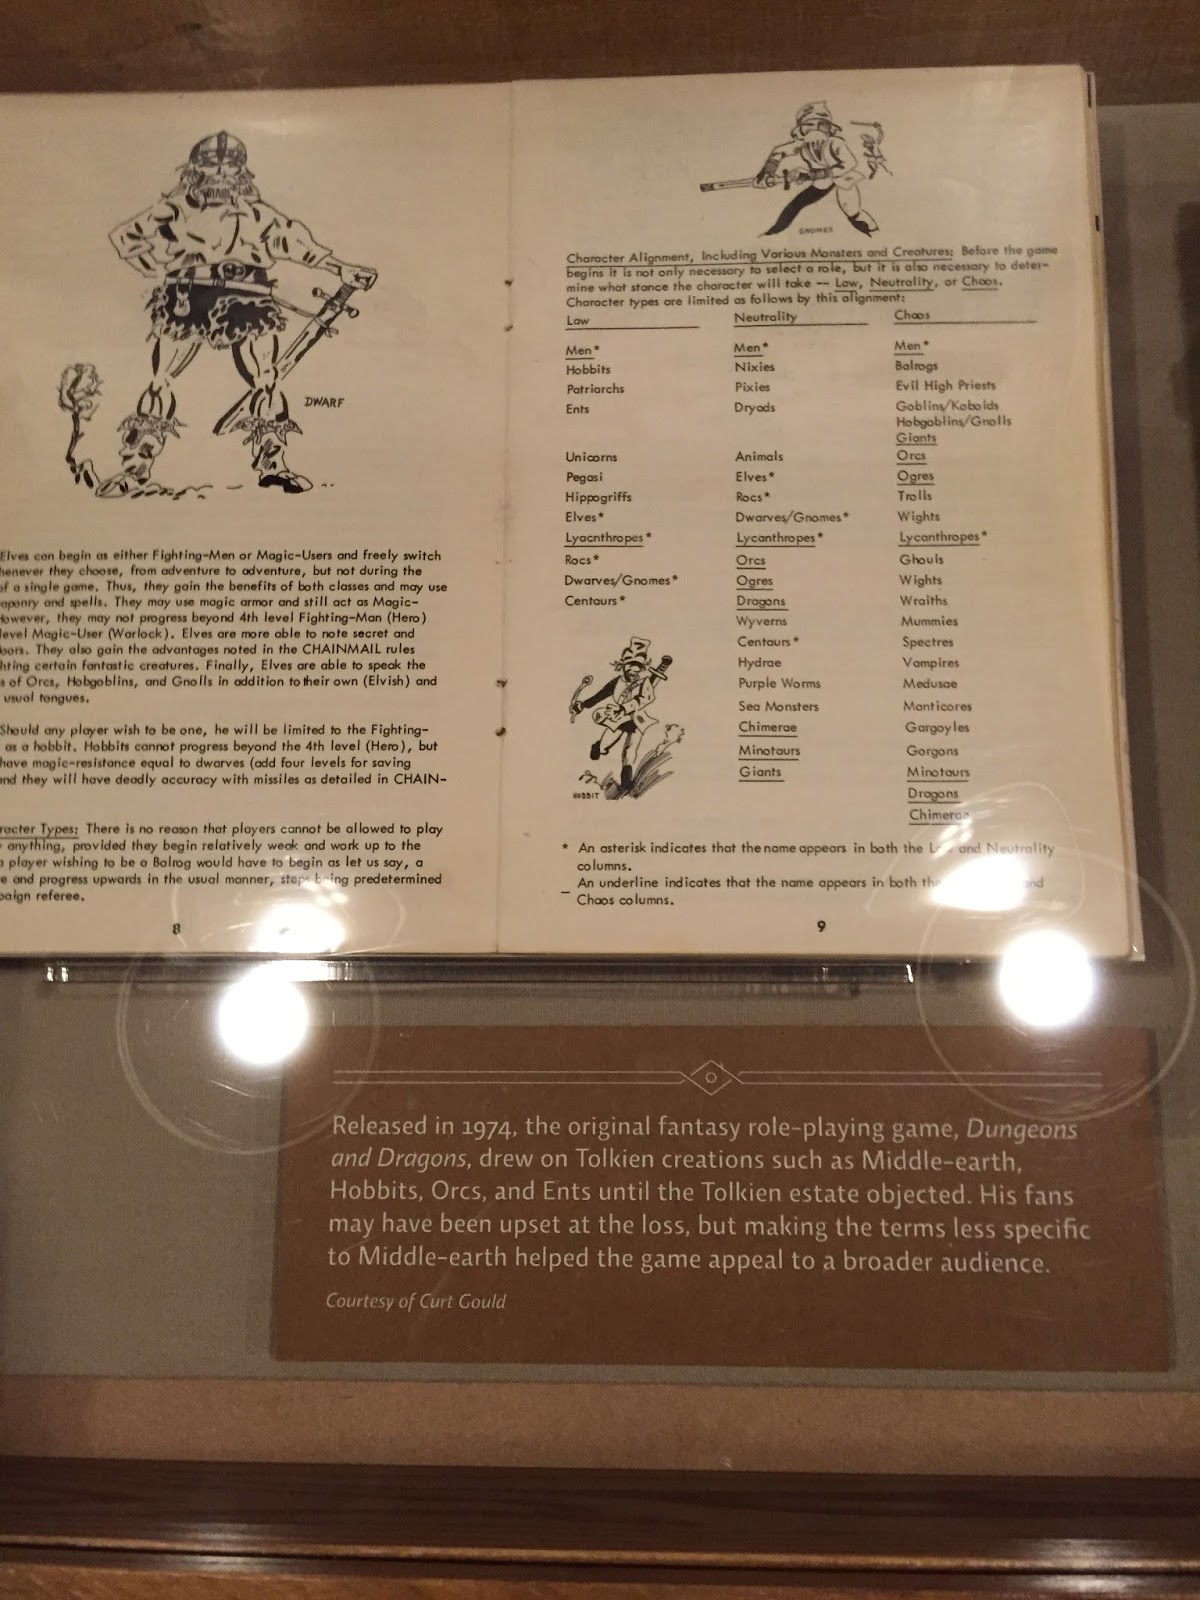 DWARF
Elves can begin as either Fighting-Men or Magic-Users and freely switch
henever they choose, from adventure to adventure, but not during the
of a single game. Thus, they gain the benefits of both classes and may use
aponry and spells. They may use magic armor and still act as Magic-
However, they may not progress beyond 4th level Fighting-Man (Hero)
level Magic-User (Warlock). Elves are more able to note secret and
oors. They also gain the advantages noted in the CHAINMAIL rules
hting certain fantastic creatures. Finally, Elves are able to speak the
s of Orcs, Hobgoblins, and Gnolls in addition to their own (Elvish) and
usual tongues.
Should any player wish to be one, he will be limited to the Fighting-
as a hobbit. Hobbits cannot progress beyond the 4th level (Hero), but
have magic-resistance equal to dwarves (add four levels for saving
nd they will have deadly accuracy with missiles as detailed in CHAIN-
racter Types: There is no reason that players cannot be allowed to play
anything, provided they begin relatively weak and work up to the
a player wishing to be a Balrog would have to begin as let us say, a
e and progress upwards in the usual manner, steps being predetermined
paign referee.
8
GNOMES
Character Alignment, Including Various Monsters and Creatures: Before the game
begins it is not only necessary to select a role, but it is also necessary to deter-
mine what stance the character will take -- Law, Neutrality, or Chaos.
Character types are limited as follows by this alignment:
Law
Men*
Hobbits
Patriarchs
Ents
Unicorns
Pegasi
Hippogriffs
Elves*
Lyacnthropes*
Rocs*
Dwarves/Gnomes*
Centaurs*
Neutrality
Men*
Nixies
Pixies
Dryads
Animals
Elves*
Rocs*
Dwarves/Gnomes*
Lycanthropes*
Orcs
Ogres
Dragons
Wyverns
Centaurs*
Hydrae
Purple Worms
Sea Monsters
Chimerae
Minotaurs
Giants
Chaos
Men*
Balrogs
Evil High Priests
Goblins/Kobolds
Hobgoblins/Gnolls
Giants
Orcs
Ogres
Trolls
Wights
Lycanthropes*
Ghouls
Wights
Wraiths
Mummies
Spectres
Vampires
Medusae
Manticores
Gargoyles
Gorgons
Minotaurs
Dragons
Chimerae
HOBBIT
* An asterisk indicates that the name appears in both the Law and Neutrality
columns.
_ An underline indicates that the name appears in both the and
Chaos columns.
9
Released in 1974, the original fantasy role-playing game, Dungeons
and Dragons, drew on Tolkien creations such as Middle-earth,
Hobbits, Orcs, and Ents until the Tolkien estate objected. His fans
may have been upset at the loss, but making the terms less specific
to Middle-earth helped the game appeal to a broader audience.
Courtesy of Curt Gould